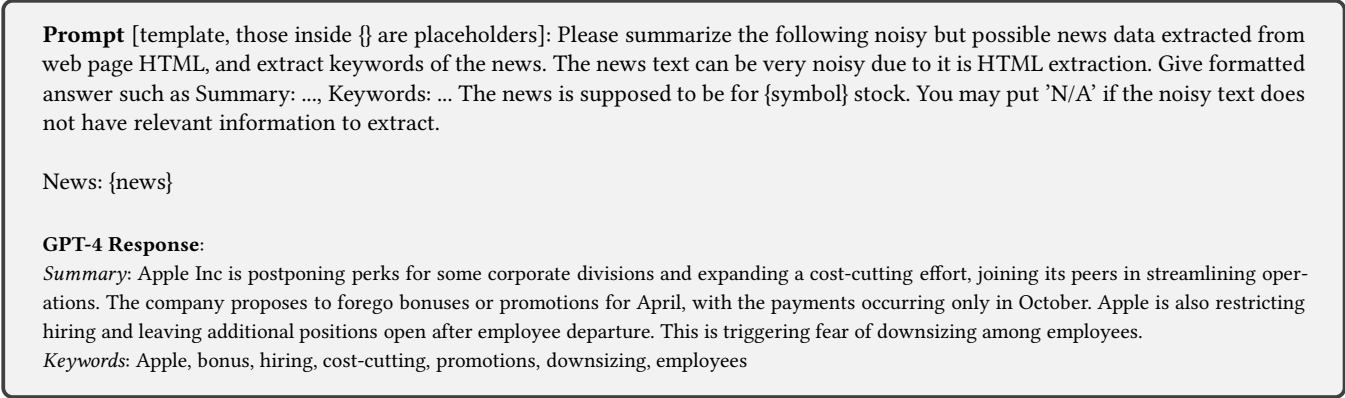 Prompt [template, those inside {} are placeholders]: Please summarize the following noisy but possible news data extracted from
web page HTML, and extract keywords of the news. The news text can be very noisy due to it is HTML extraction. Give formatted
answer such as Summary: ..., Keywords: ... The news is supposed to be for {symbol} stock. You may put ’N/A’ if the noisy text does
not have relevant information to extract.
News: {news}
GPT-4 Response:
Summary: Apple Inc is postponing perks for some corporate divisions and expanding a cost-cutting effort, joining its peers in streamlining oper-
ations. The company proposes to forego bonuses or promotions for April, with the payments occurring only in October. Apple is also restricting
hiring and leaving additional positions open after employee departure. This is triggering fear of downsizing among employees.
Keywords: Apple, bonus, hiring, cost-cutting, promotions, downsizing, employees